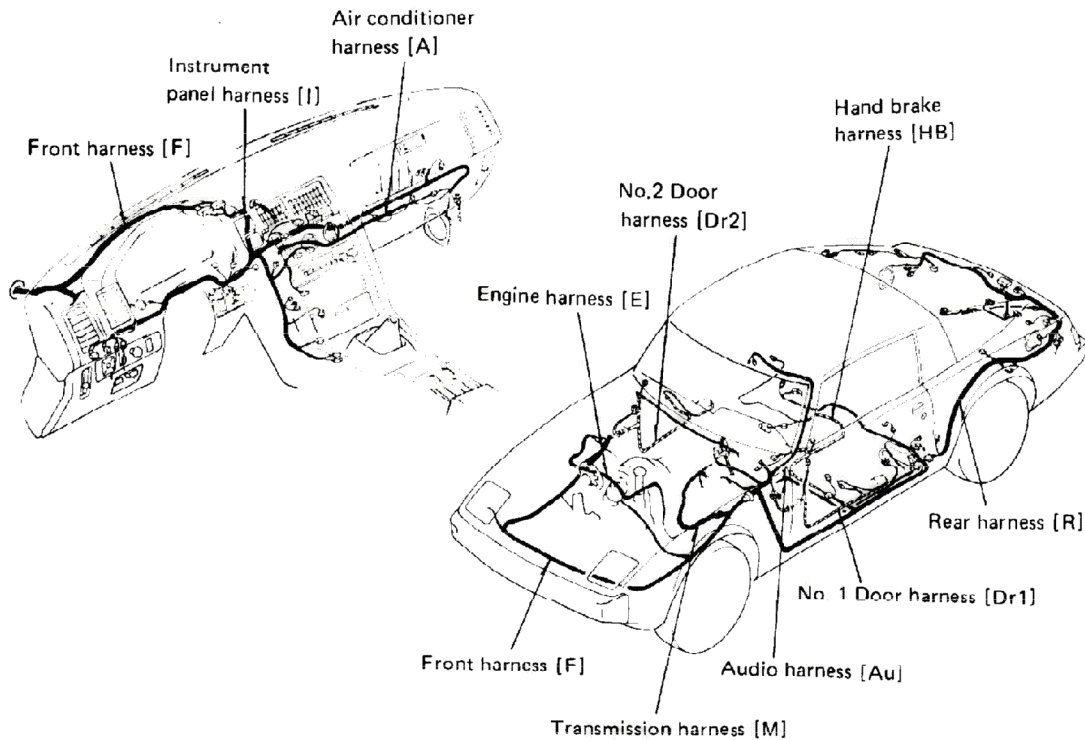 Air conditioner
harness [A]
Instrument
panel harness [I]
Front harness [F]
Hand brake
harness [HB]
No.2 Door
harness [Dr2]
Engine harness [E]
Rear harness [R]
No. 1 Door harness [Dr1]
Front harness [F]
Audio harness [Au]
Transmission harness [M]